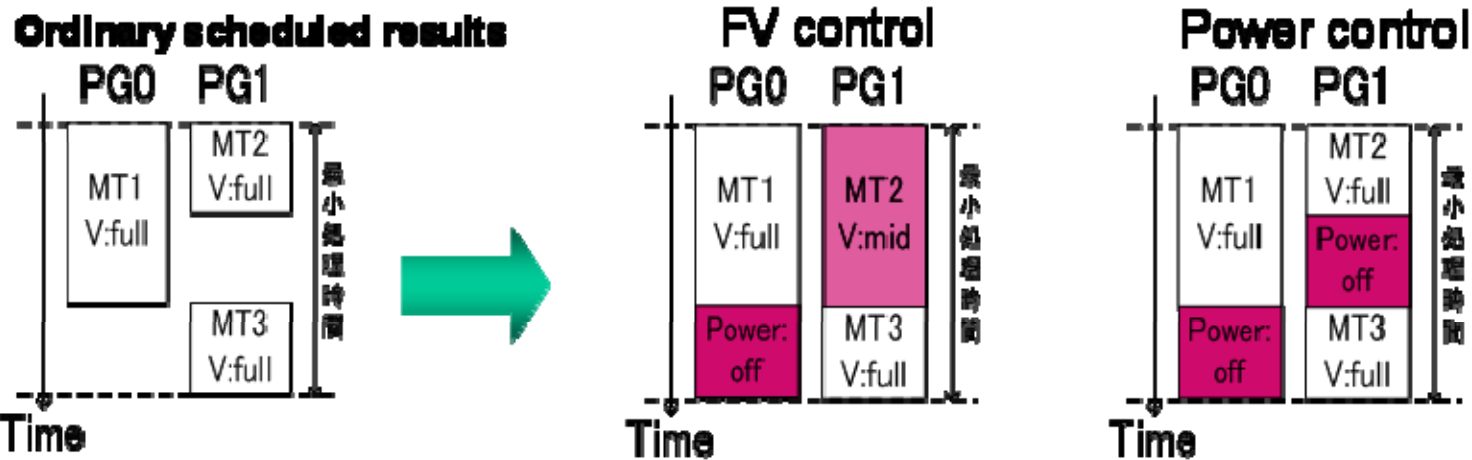 Ordinary scheduled results
PG0 PG1
MT1
V:full
MT2
V:full
MT3
V:full
最小処理時間
Time
FV control
PG0 PG1
MT1
V:full
Power:
off
MT2
V:mid
MT3
V:full
最小処理時間
Time
Power control
PG0 PG1
MT1
V:full
Power:
off
MT2
V:full
Power:
off
MT3
V:full
最小処理時間
Time